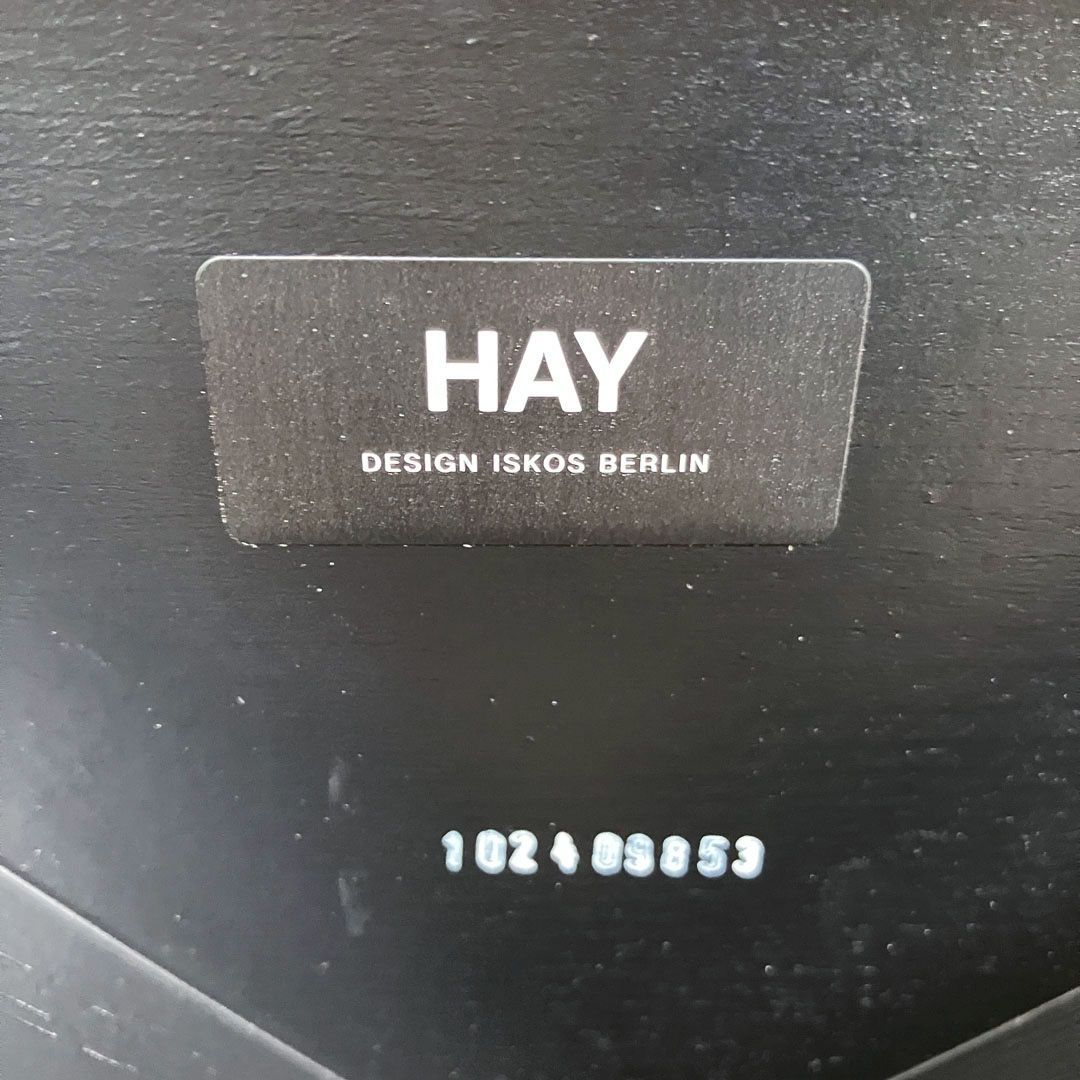 HAY
DESIGN ISKOS BERLIN
102409853